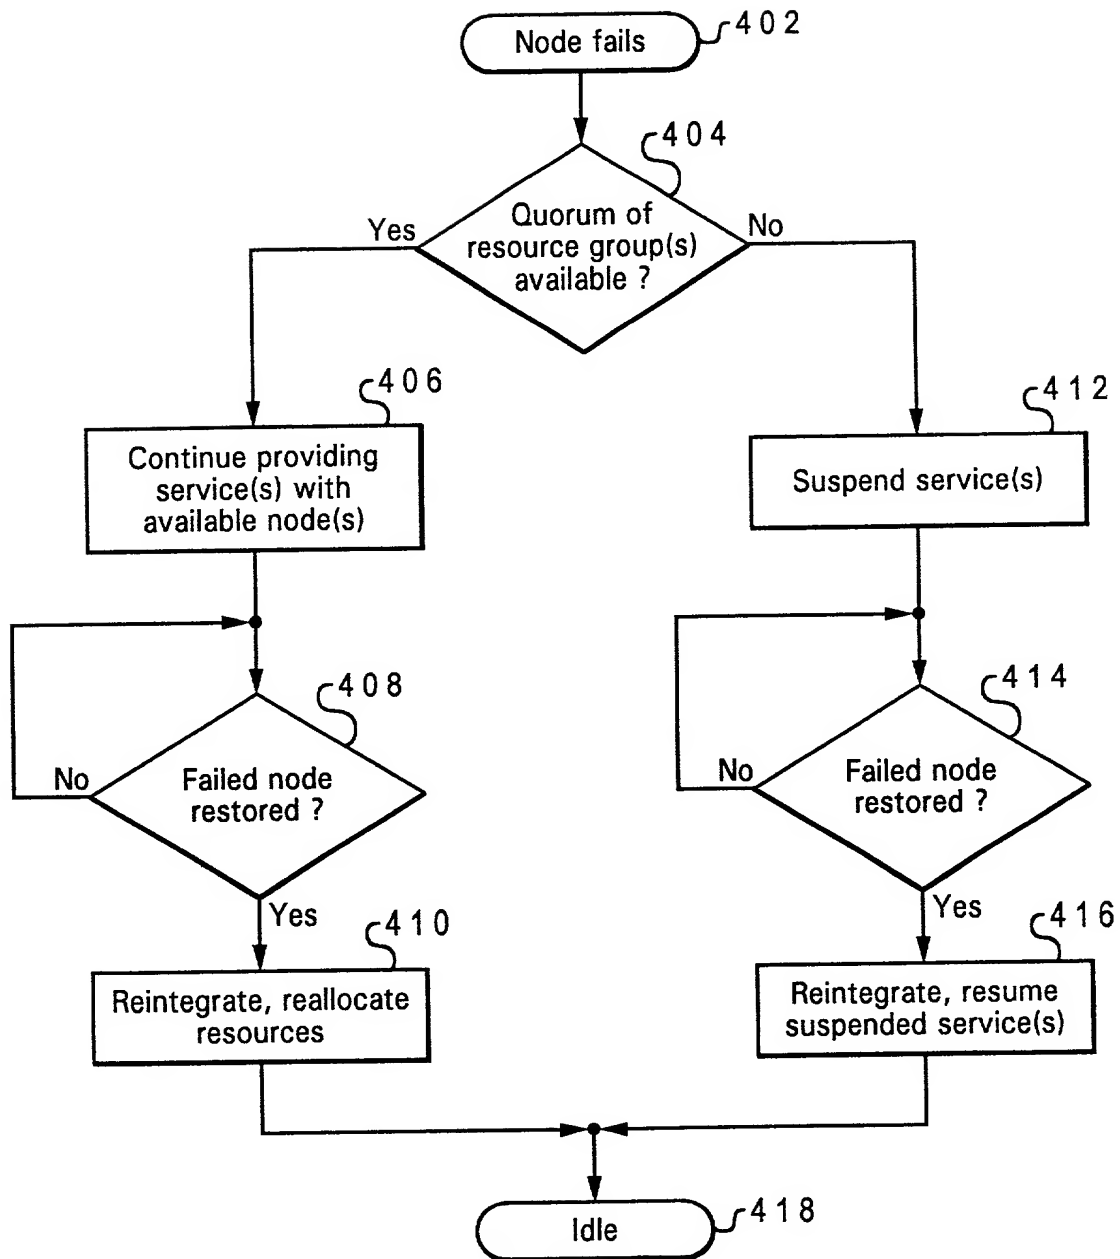 Node fails
402
404
Quorum of
resource group(s)
available ?
Yes
No
406
Continue providing
service(s) with
available node(s)
412
Suspend service(s)
408
Failed node
restored ?
No
Yes
414
Failed node
restored ?
No
Yes
410
Reintegrate, reallocate
resources
416
Reintegrate, resume
suspended service(s)
Idle
418